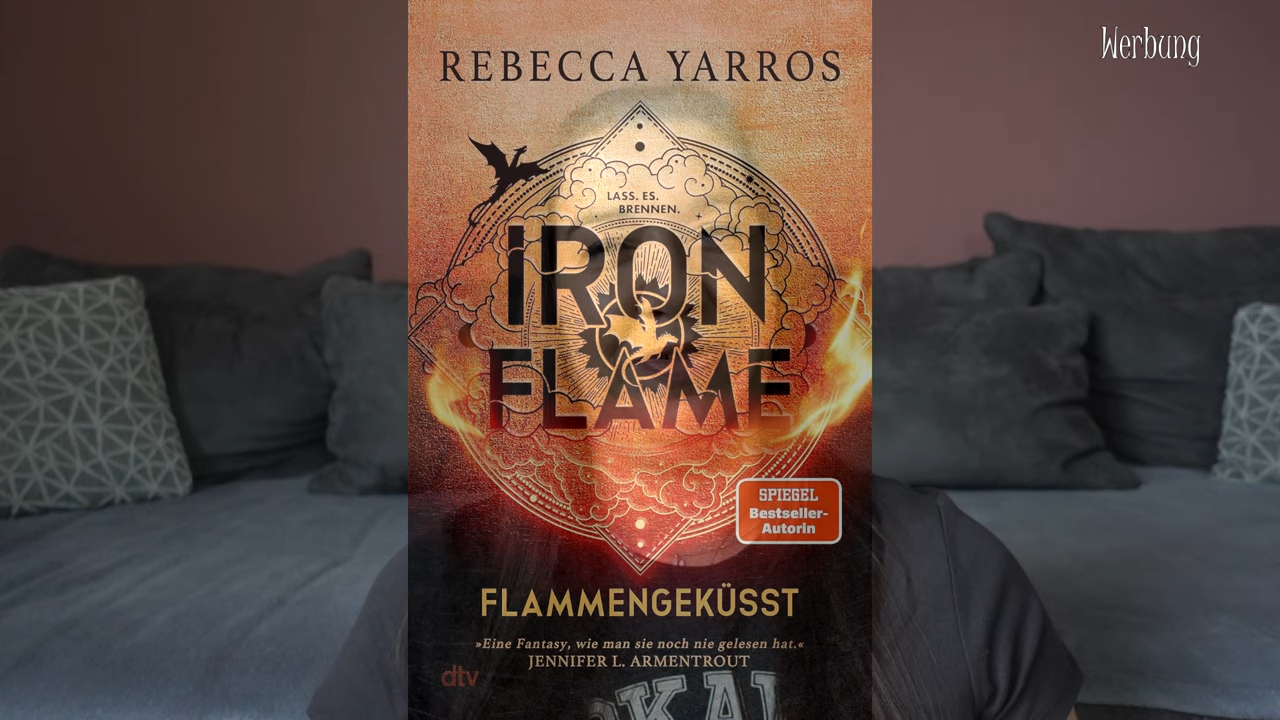 Werbung
REBECCA YARROS
LASS. ES.
BRENNEN.
IRON
FLAME
SPIEGEL
Bestseller-
Autorin
FLAMMENGEKÜSST
»Eine Fantasy, wie man sie noch nie gelesen hat.«
JENNIFER L. ARMENTROUT
dtv